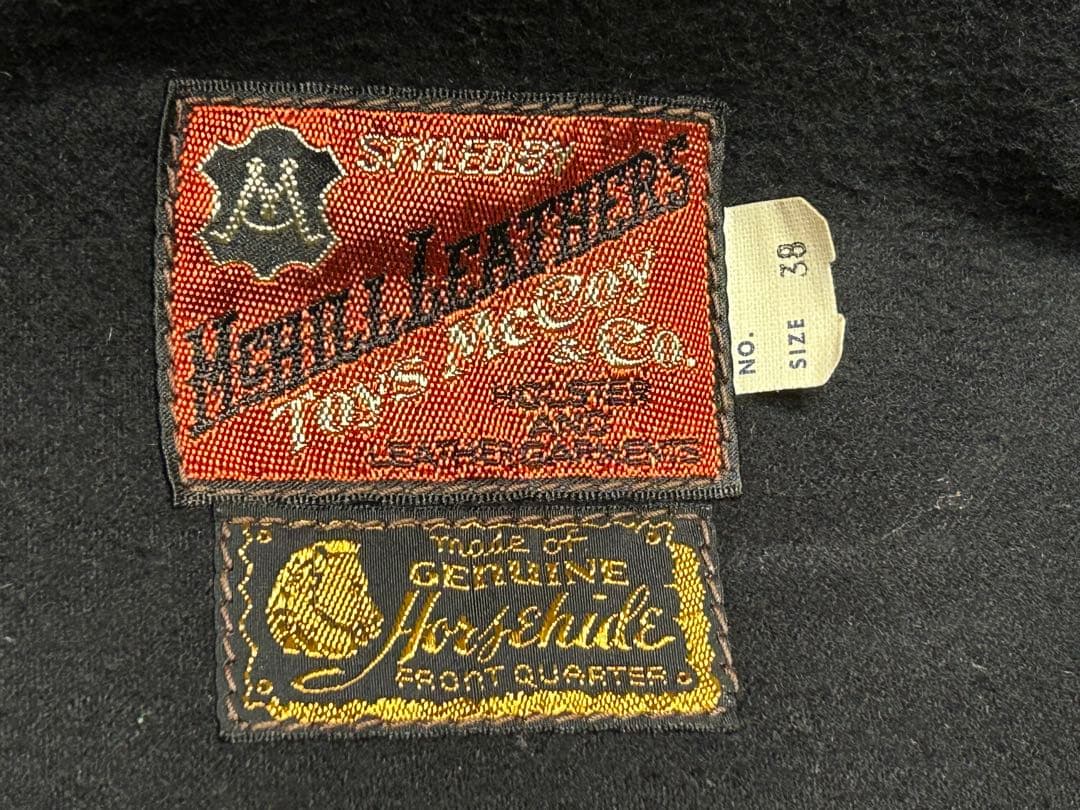 M
STYLED BY
McHILL LEATHERS
TOYS McCOY
& Co.
HOLSTER
AND
LEATHER GARMENTS
NO.
SIZE 38
made of
GENUINE
Horsehide
FRONT QUARTER